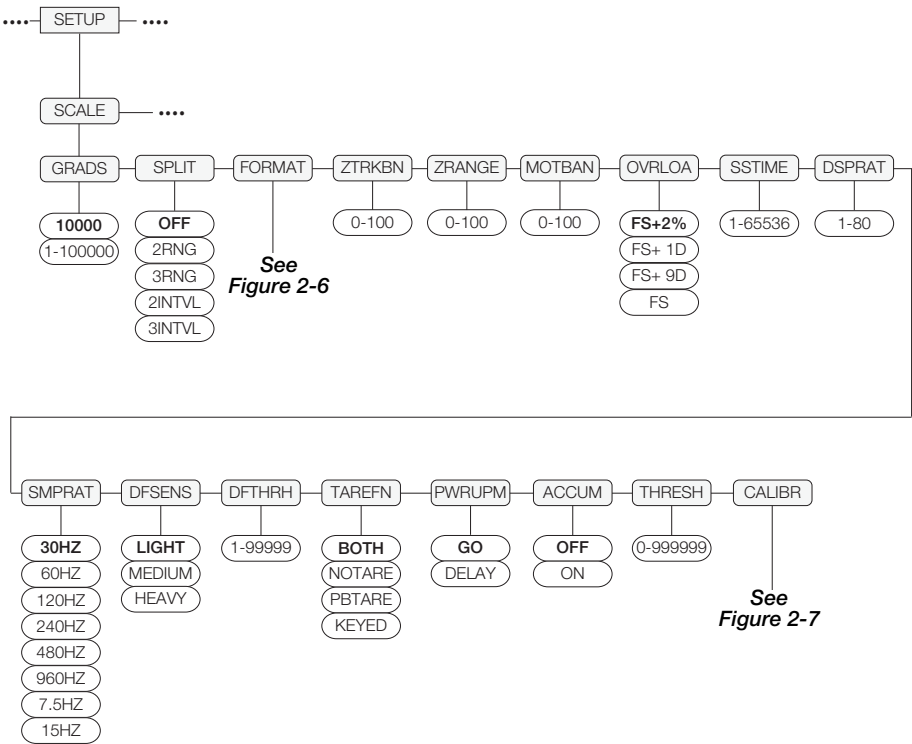 •••• SETUP ••••
SCALE ••••
GRADS SPLIT FORMAT ZTRKBN ZRANGE MOTBAN OVRLOA SSTIME DSPRAT
10000 OFF 0-100 0-100 0-100 FS+2% 1-65536 1-80
1-100000 2RNG FS+ 1D
3RNG FS+ 9D
2INTVL FS
3INTVL
See
Figure 2-6
SMPRAT DFSENS DFTHRH TAREFN PWRUPM ACCUM THRESH CALIBR
30HZ LIGHT 1-99999 BOTH GO OFF 0-999999
60HZ MEDIUM NOTARE DELAY ON
120HZ HEAVY PBTARE
240HZ KEYED
480HZ
960HZ
7.5HZ
15HZ
See
Figure 2-7